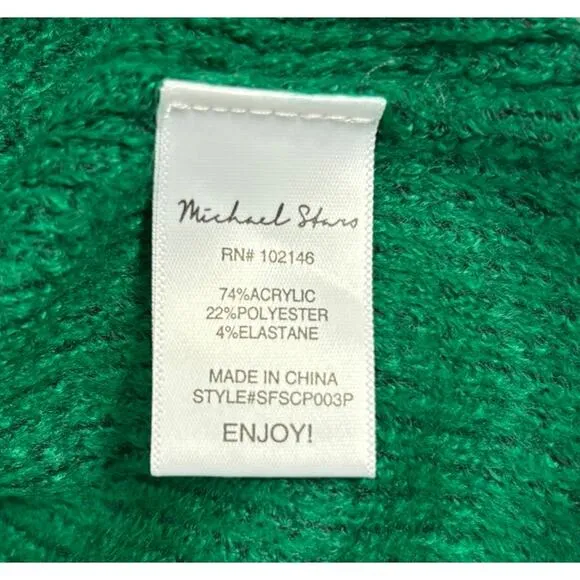 Michael Stars
RN# 102146
74%ACRYLIC
22%POLYESTER
4%ELASTANE
MADE IN CHINA
STYLE#SFSCP003P
ENJOY!